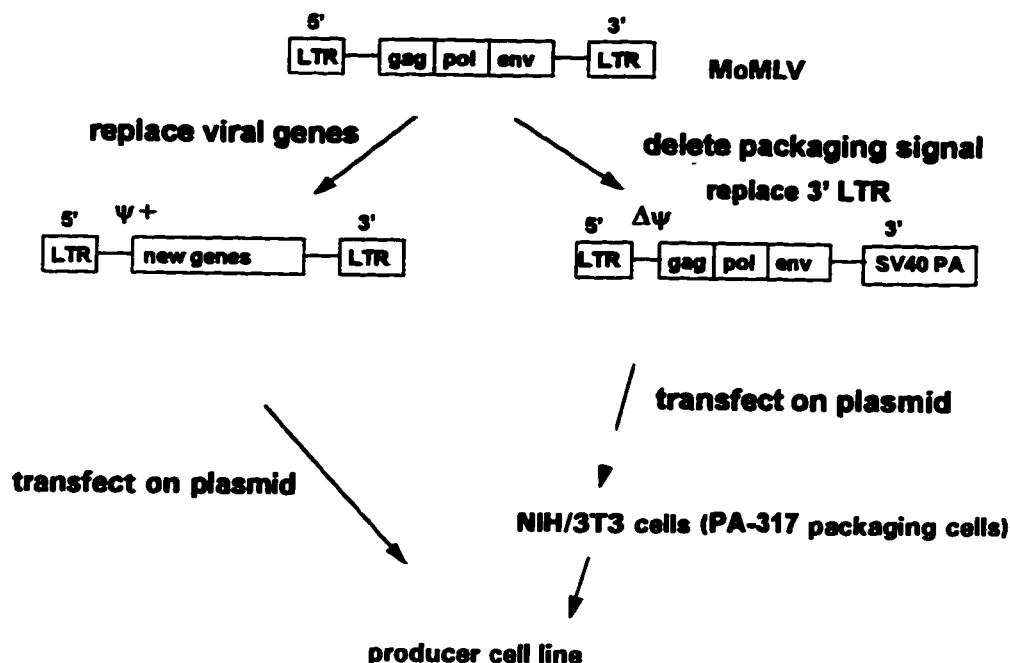 5' 3'
LTR gag pol env LTR MoMLV
replace viral genes
delete packaging signal
replace 3' LTR
5' Ψ+ 3'
LTR new genes LTR
5' Δψ 3'
LTR gag pol env SV40 PA
transfect on plasmid
transfect on plasmid
NIH/3T3 cells (PA-317 packaging cells)
producer cell line